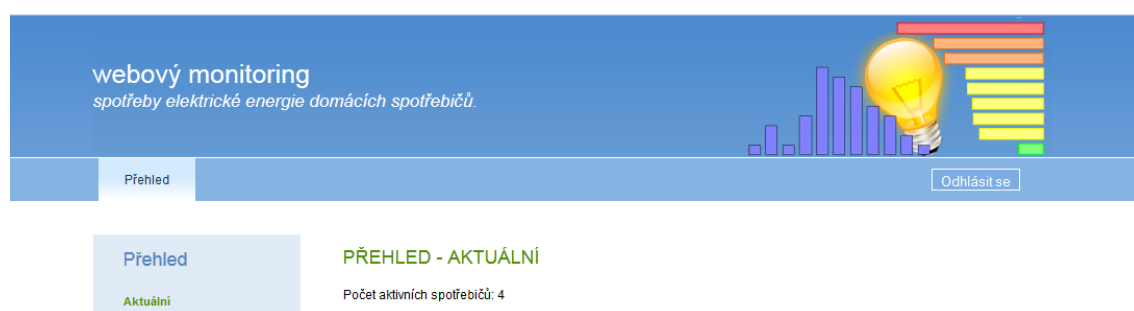 webový monitoring
spotřeby elektrické energie domácích spotřebičů.
Přehled
Odhlásit se
Přehled
Aktuální
PŘEHLED - AKTUÁLNÍ
Počet aktivních spotřebičů: 4